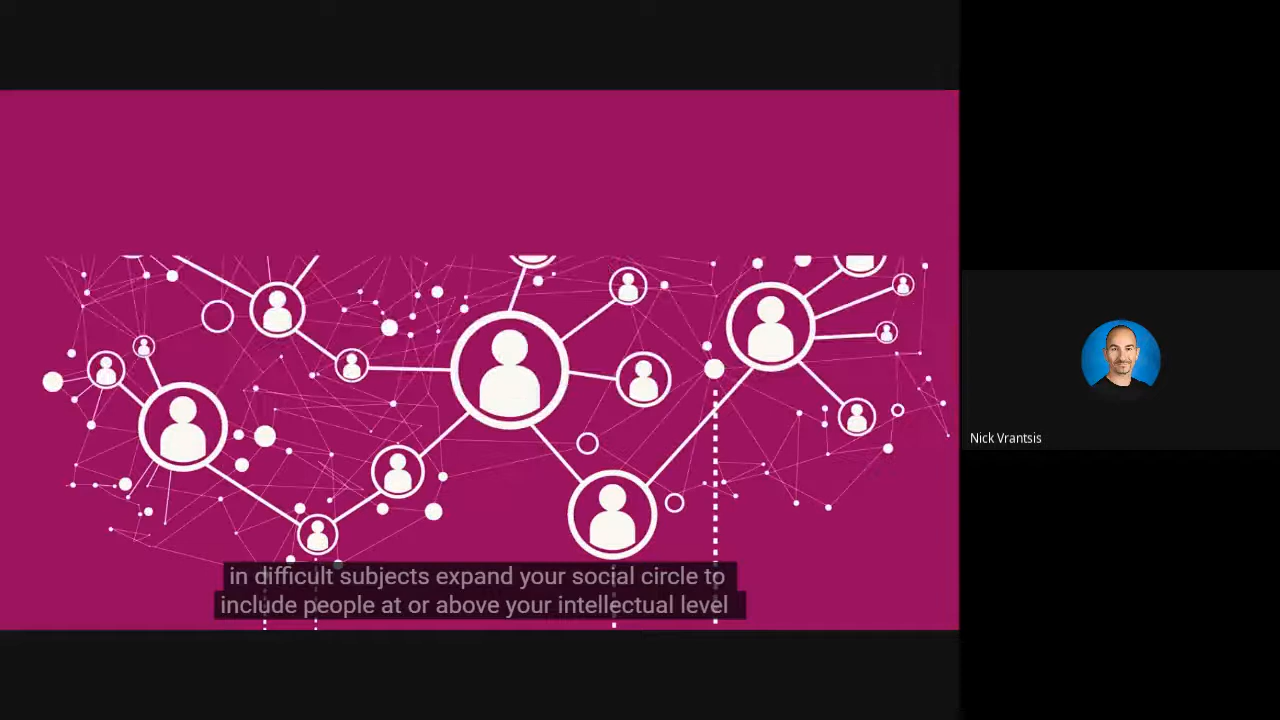 in difficult subjects expand your social circle to
include people at or above your intellectual level
Nick Vrantsis